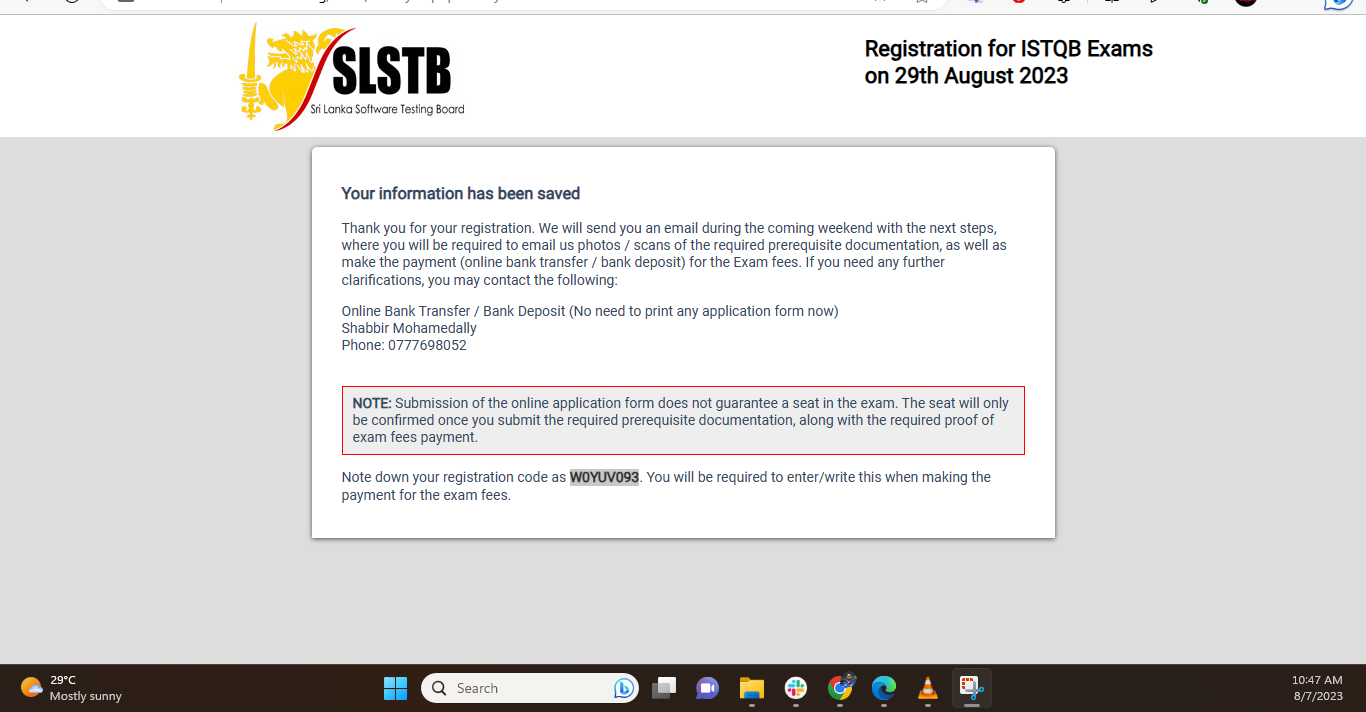 SLSTB
Sri Lanka Software Testing Board
Registration for ISTQB Exams
on 29th August 2023
Your information has been saved
Thank you for your registration. We will send you an email during the coming weekend with the next steps,
where you will be required to email us photos / scans of the required prerequisite documentation, as well as
make the payment (online bank transfer / bank deposit) for the Exam fees. If you need any further
clarifications, you may contact the following:
Online Bank Transfer / Bank Deposit (No need to print any application form now)
Shabbir Mohamedally
Phone: 0777698052
NOTE: Submission of the online application form does not guarantee a seat in the exam. The seat will only
be confirmed once you submit the required prerequisite documentation, along with the required proof of
exam fees payment.
Note down your registration code as W0YUV093. You will be required to enter/write this when making the
payment for the exam fees.
29°C
Mostly sunny
Search
10:47 AM
8/7/2023